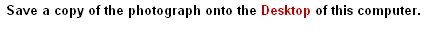 Save a copy of the photograph onto the Desktop of this computer.